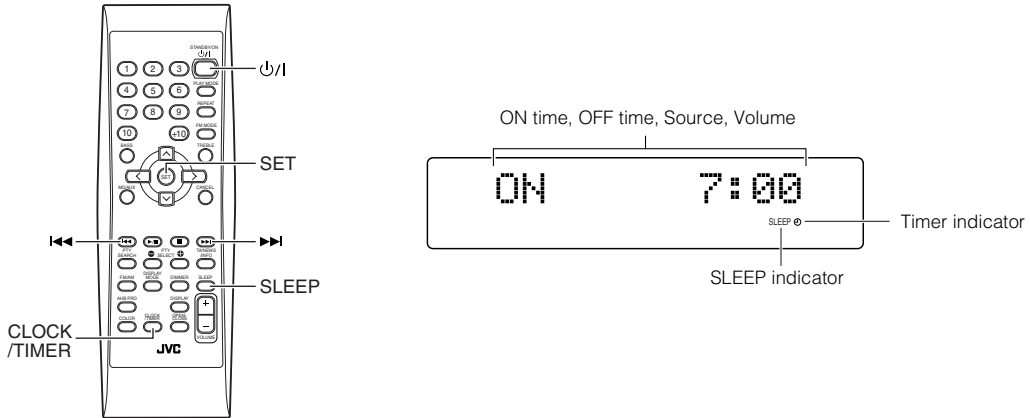 STANDBY/ON
⏻/I
⏻/I
1 2 3
4 5 6
PLAY MODE
REPEAT
7 8 9
FM MODE
10 +10
BASS TREBLE
SET
SET
MD/AUX CANCEL
PTY SEARCH
PTY SELECT
TA/NEWS /INFO
FM/AM
DISPLAY MODE
DIMMER
SLEEP
SLEEP
AHB PRO
DISPLAY
COLOR
CLOCK /TIMER
OPEN/ CLOSE
+
–
VOLUME
CLOCK
/TIMER
JVC
ON time, OFF time, Source, Volume
ON 7:00
SLEEP
Timer indicator
SLEEP indicator